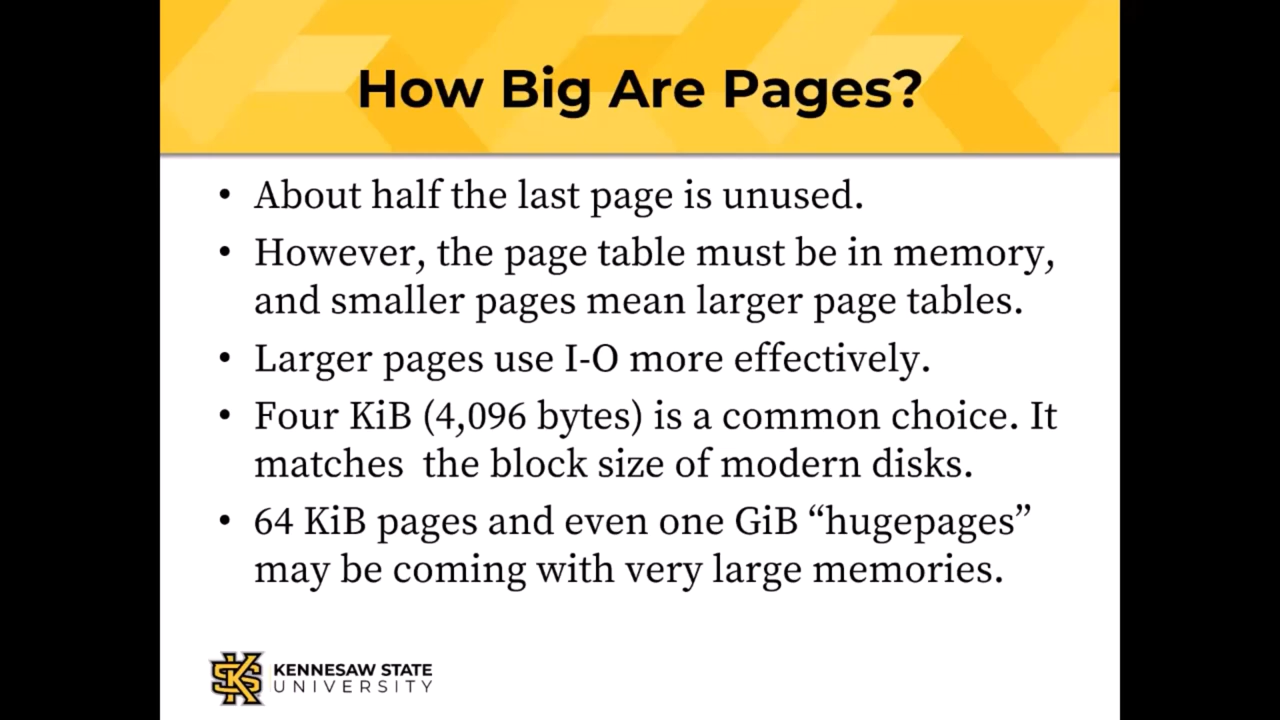 How Big Are Pages?
• About half the last page is unused.
• However, the page table must be in memory,
and smaller pages mean larger page tables.
• Larger pages use I-O more effectively.
• Four KiB (4,096 bytes) is a common choice. It
matches  the block size of modern disks.
• 64 KiB pages and even one GiB “hugepages”
may be coming with very large memories.
KENNESAW STATE
UNIVERSITY